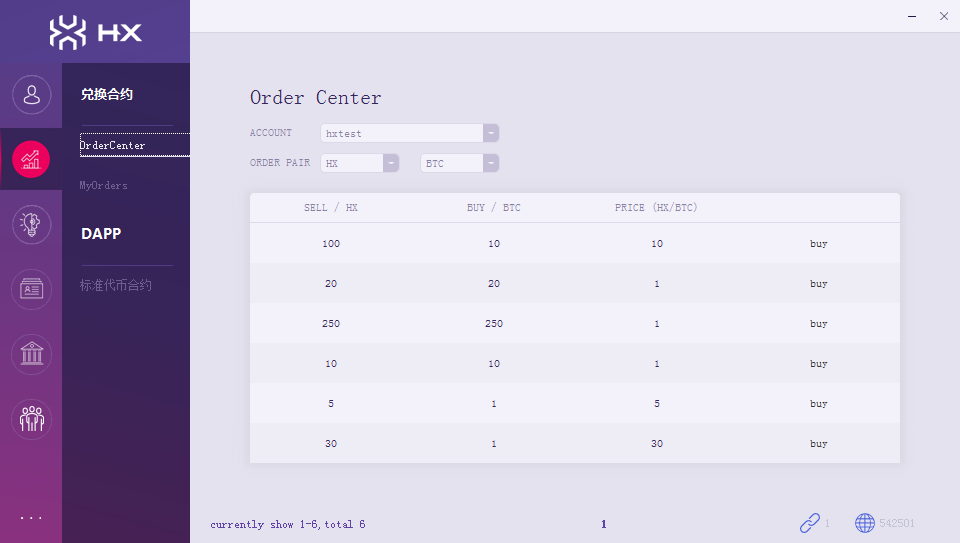 HX
兑换合约
OrderCenter
MyOrders
DAPP
标准代币合约
...
Order Center
ACCOUNT hxtest
ORDER PAIR HX BTC
SELL / HX BUY / BTC PRICE (HX/BTC)
100 10 10 buy
20 20 1 buy
250 250 1 buy
10 10 1 buy
5 1 5 buy
30 1 30 buy
currently show 1-6,total 6 1 1 542501